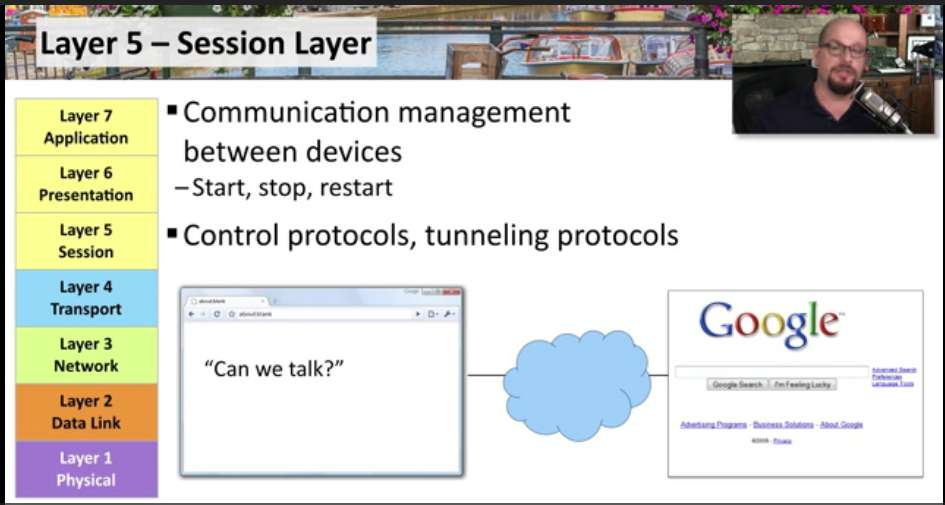 Layer 5 – Session Layer
Layer 7
Application
Layer 6
Presentation
Layer 5
Session
Layer 4
Transport
Layer 3
Network
Layer 2
Data Link
Layer 1
Physical
▪ Communication management
between devices
– Start, stop, restart
▪ Control protocols, tunneling protocols
about:blank
about:blank
"Can we talk?"
Google
Google Search
I'm Feeling Lucky
Advanced Search
Preferences
Language Tools
Advertising Programs - Business Solutions - About Google
Privacy